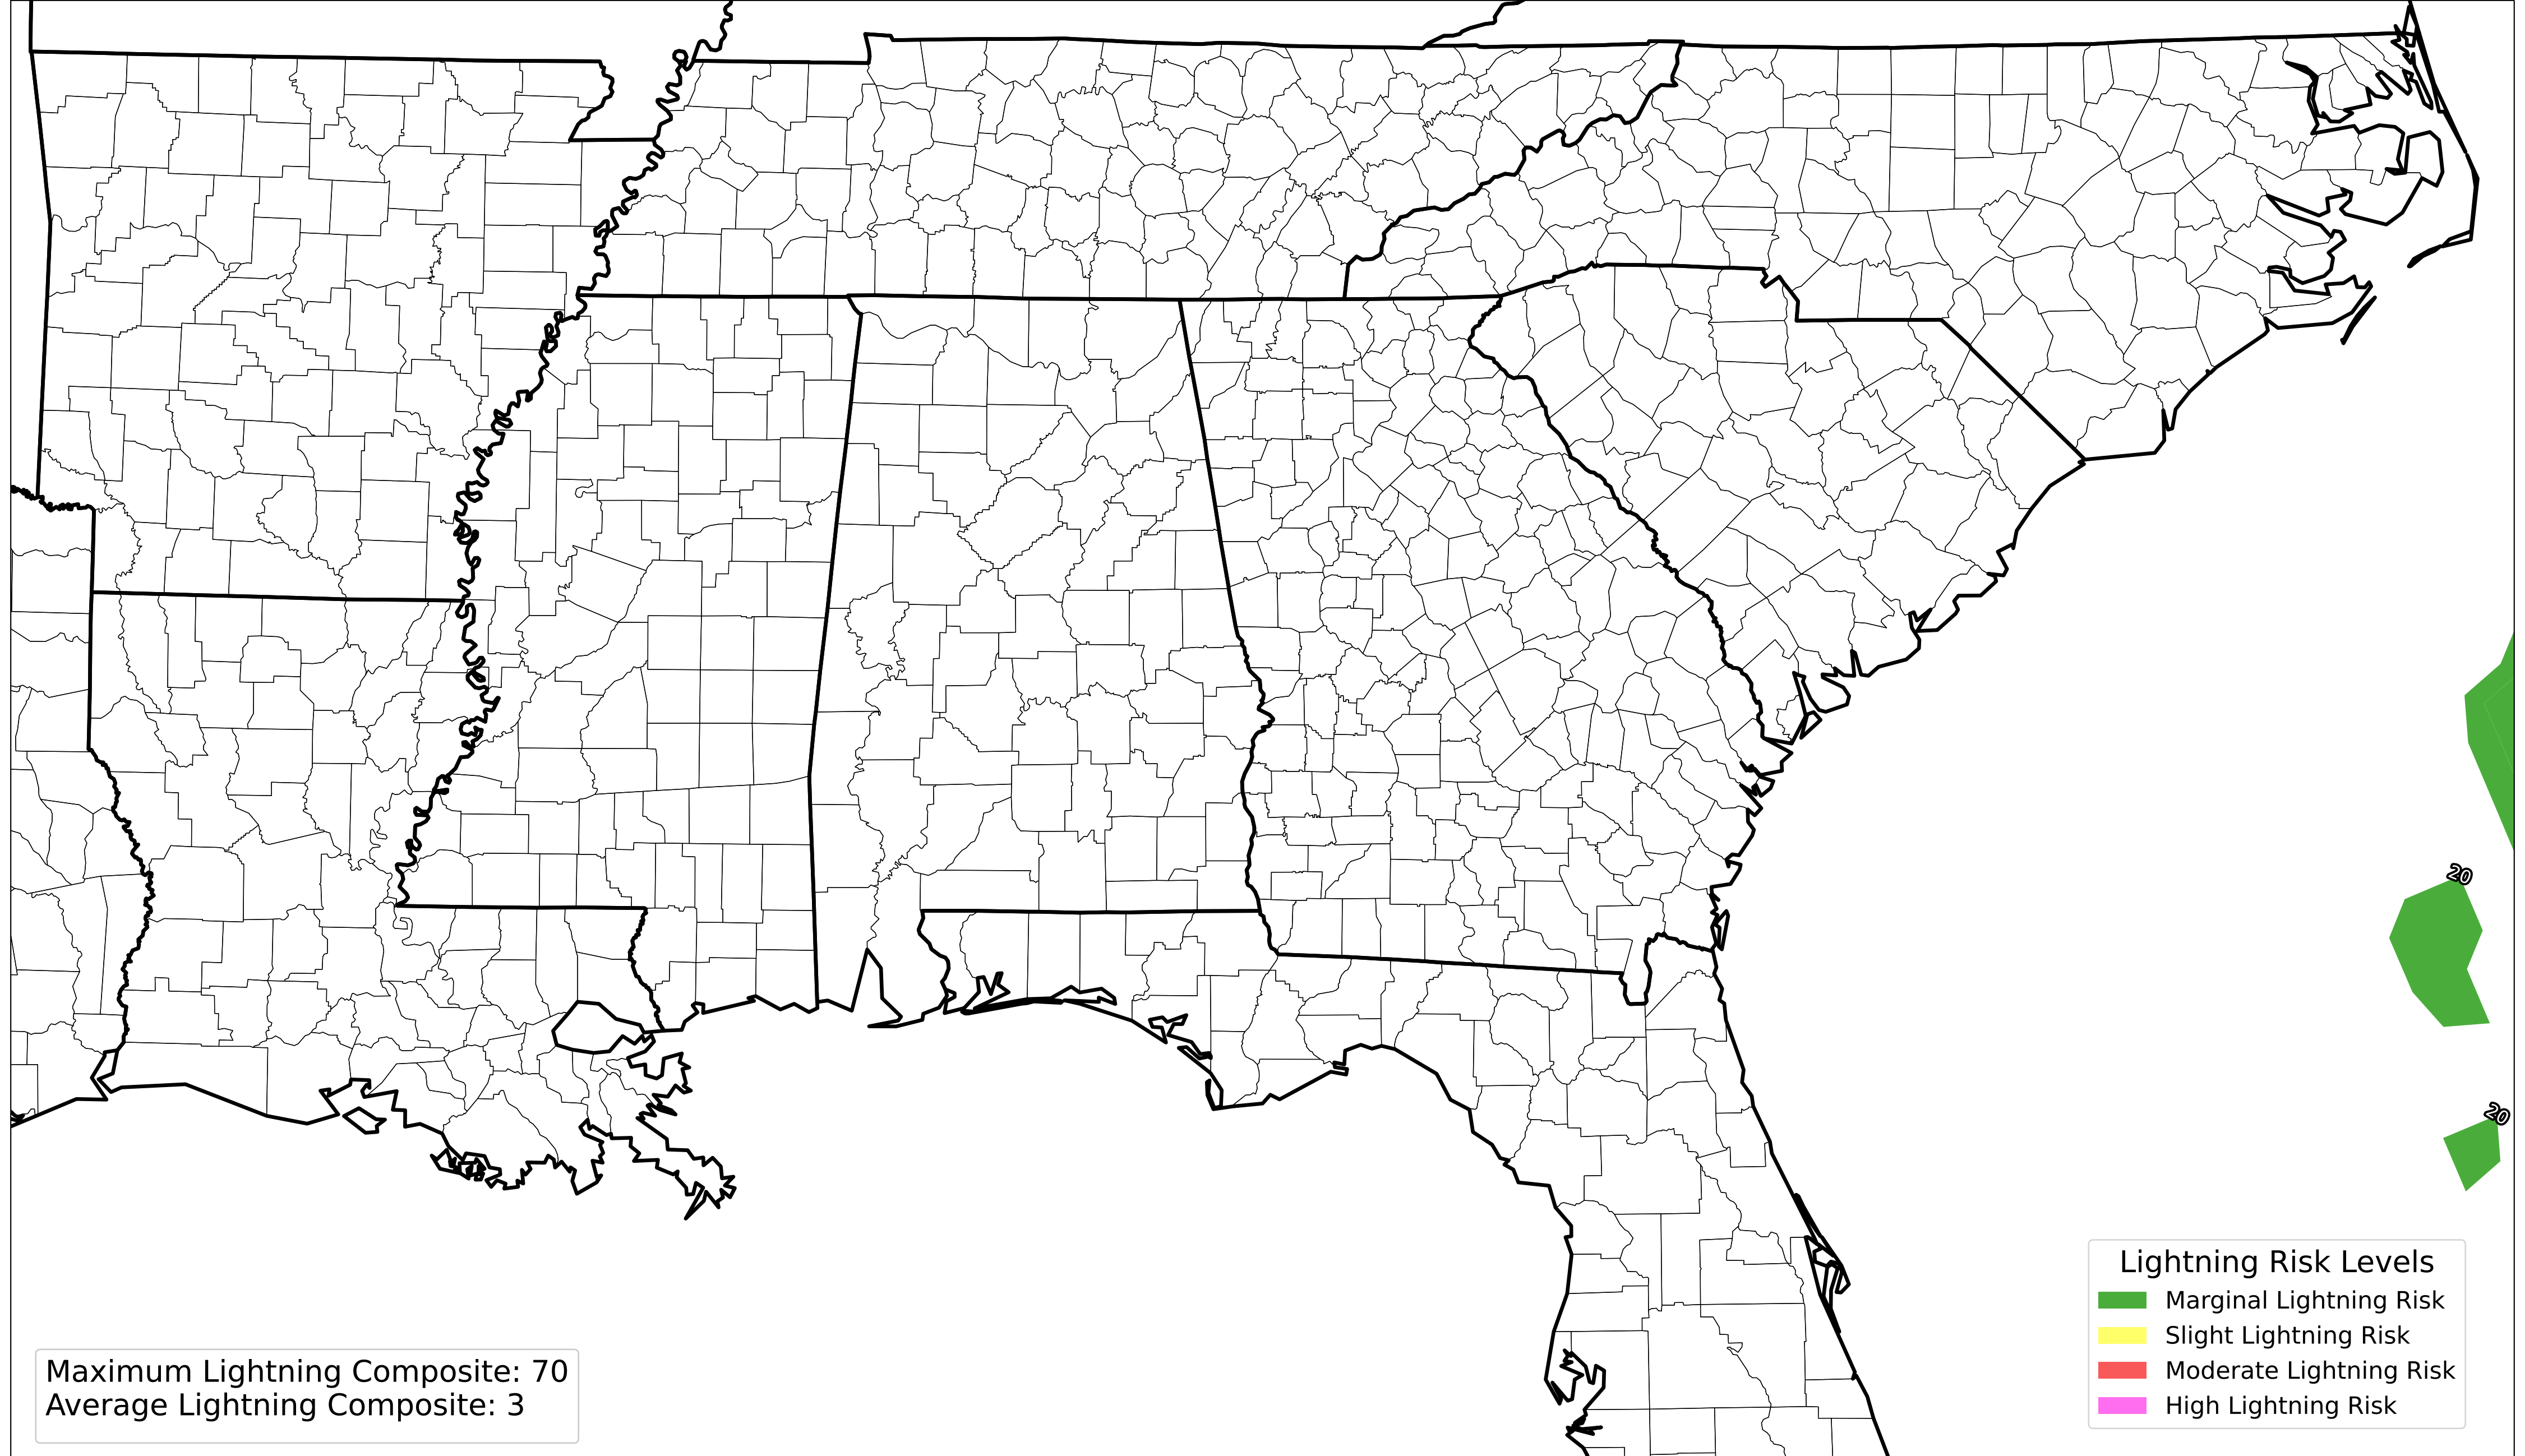 20
20
Lightning Risk Levels
Marginal Lightning Risk
Slight Lightning Risk
Moderate Lightning Risk
High Lightning Risk
Maximum Lightning Composite: 70
Average Lightning Composite: 3